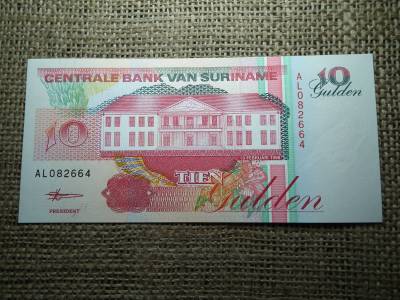 CENTRALE BANK VAN SURINAME
10
Gulden
AL082664
10
AL082664
PRESIDENT
TIEN
Gulden